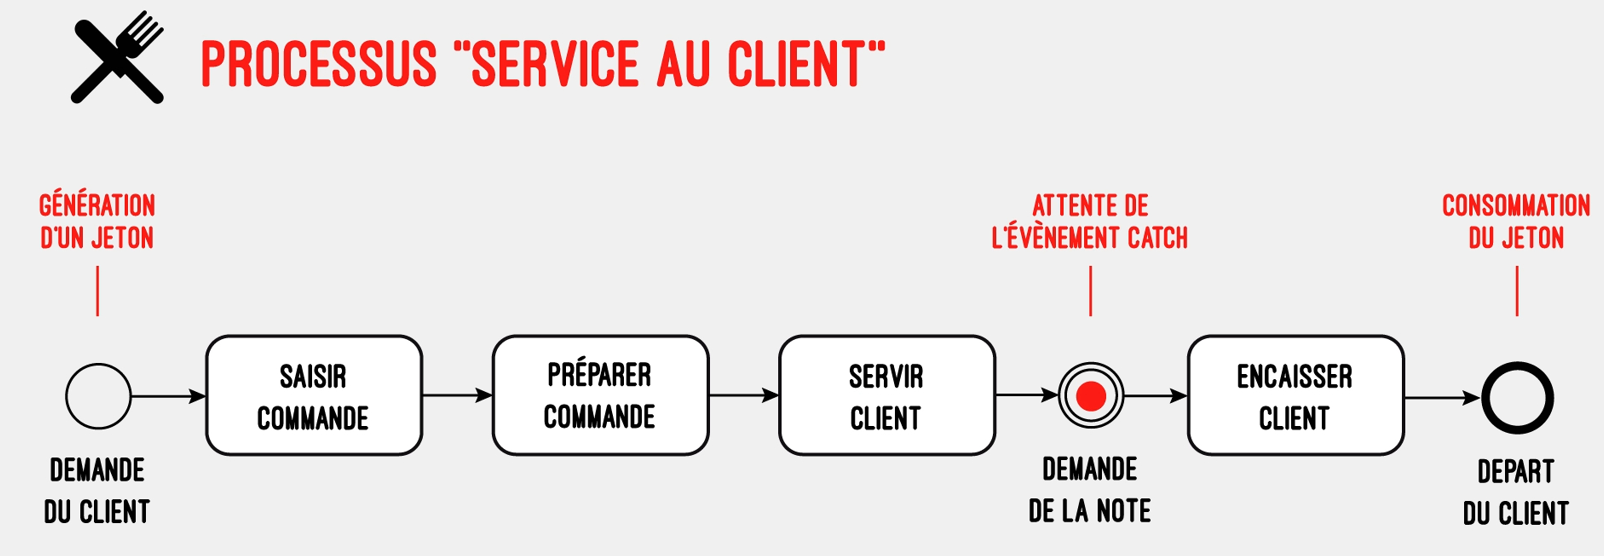 PROCESSUS "SERVICE AU CLIENT"
GÉNÉRATION
D'UN JETON
ATTENTE DE
L'ÉVÈNEMENT CATCH
CONSOMMATION
DU JETON
SAISIR
COMMANDE
PRÉPARER
COMMANDE
SERVIR
CLIENT
ENCAISSER
CLIENT
DEMANDE
DU CLIENT
DEMANDE
DE LA NOTE
DEPART
DU CLIENT